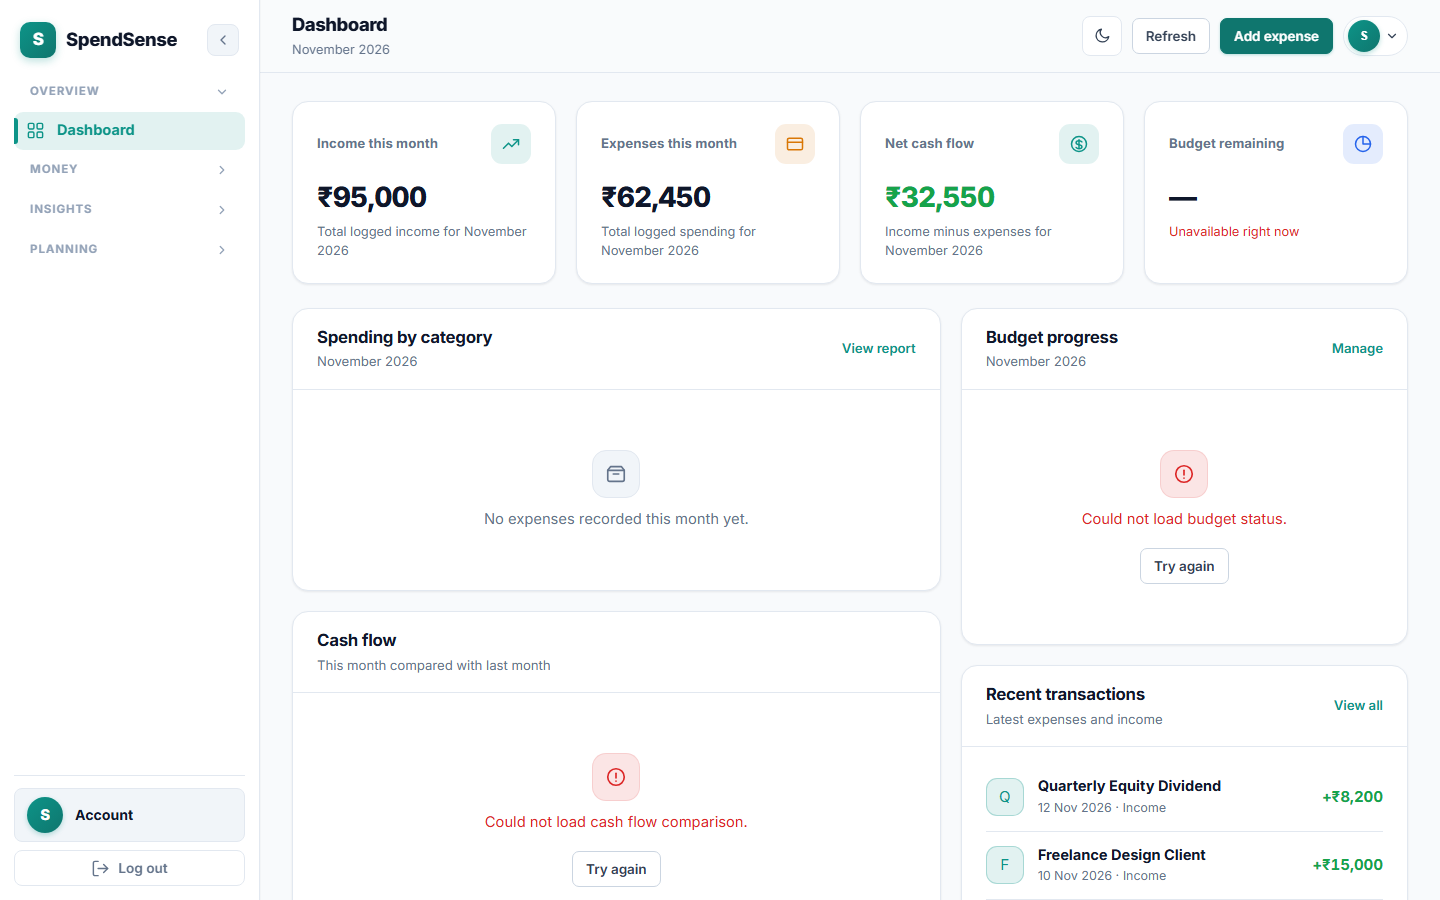 S
SpendSense
OVERVIEW
Dashboard
MONEY
INSIGHTS
PLANNING
S
Account
Log out
Dashboard
November 2026
Refresh
Add expense
S
Income this month
₹95,000
Total logged income for November
2026
Expenses this month
₹62,450
Total logged spending for
November 2026
Net cash flow
₹32,550
Income minus expenses for
November 2026
Budget remaining
—
Unavailable right now
Spending by category
November 2026
View report
No expenses recorded this month yet.
Cash flow
This month compared with last month
Could not load cash flow comparison.
Try again
Budget progress
November 2026
Manage
Could not load budget status.
Try again
Recent transactions
Latest expenses and income
View all
Q
Quarterly Equity Dividend
12 Nov 2026 · Income
+₹8,200
F
Freelance Design Client
10 Nov 2026 · Income
+₹15,000